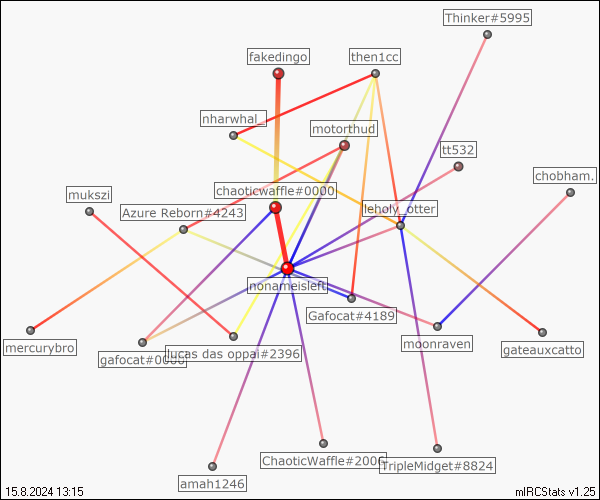 Thinker#5995
fakedingo
then1cc
nharwhal_
motorthud
tt532
chobham.
mukszi
chaoticwaffle#0000
Azure Reborn#4243
leholy_otter
nonameisleft
Gafocat#4189
mercurybro
gafocat#0000
lucas das oppai#2396
moonraven
gateauxcatto
ChaoticWaffle#2006
TripleMidget#8824
amah1246
15.8.2024 13:15
mIRCStats v1.25